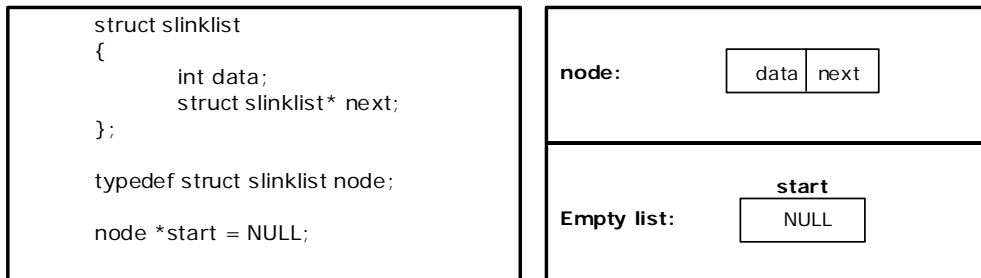 struct slinklist
{
int data;
struct slinklist* next;
};
typedef struct slinklist node;
node *start = NULL;
node: data next
start
Empty list: NULL